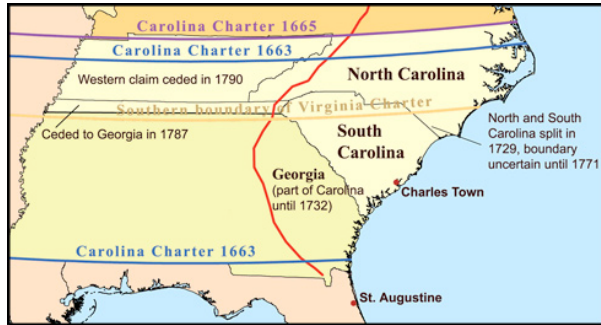 Carolina Charter 1665
Carolina Charter 1663
Western claim ceded in 1790
North Carolina
Southern boundary of Virginia Charter
Ceded to Georgia in 1787
North and South
Carolina split in
1729, boundary
uncertain until 1771
South
Carolina
Georgia
(part of Carolina
until 1732)
Charles Town
Carolina Charter 1663
St. Augustine